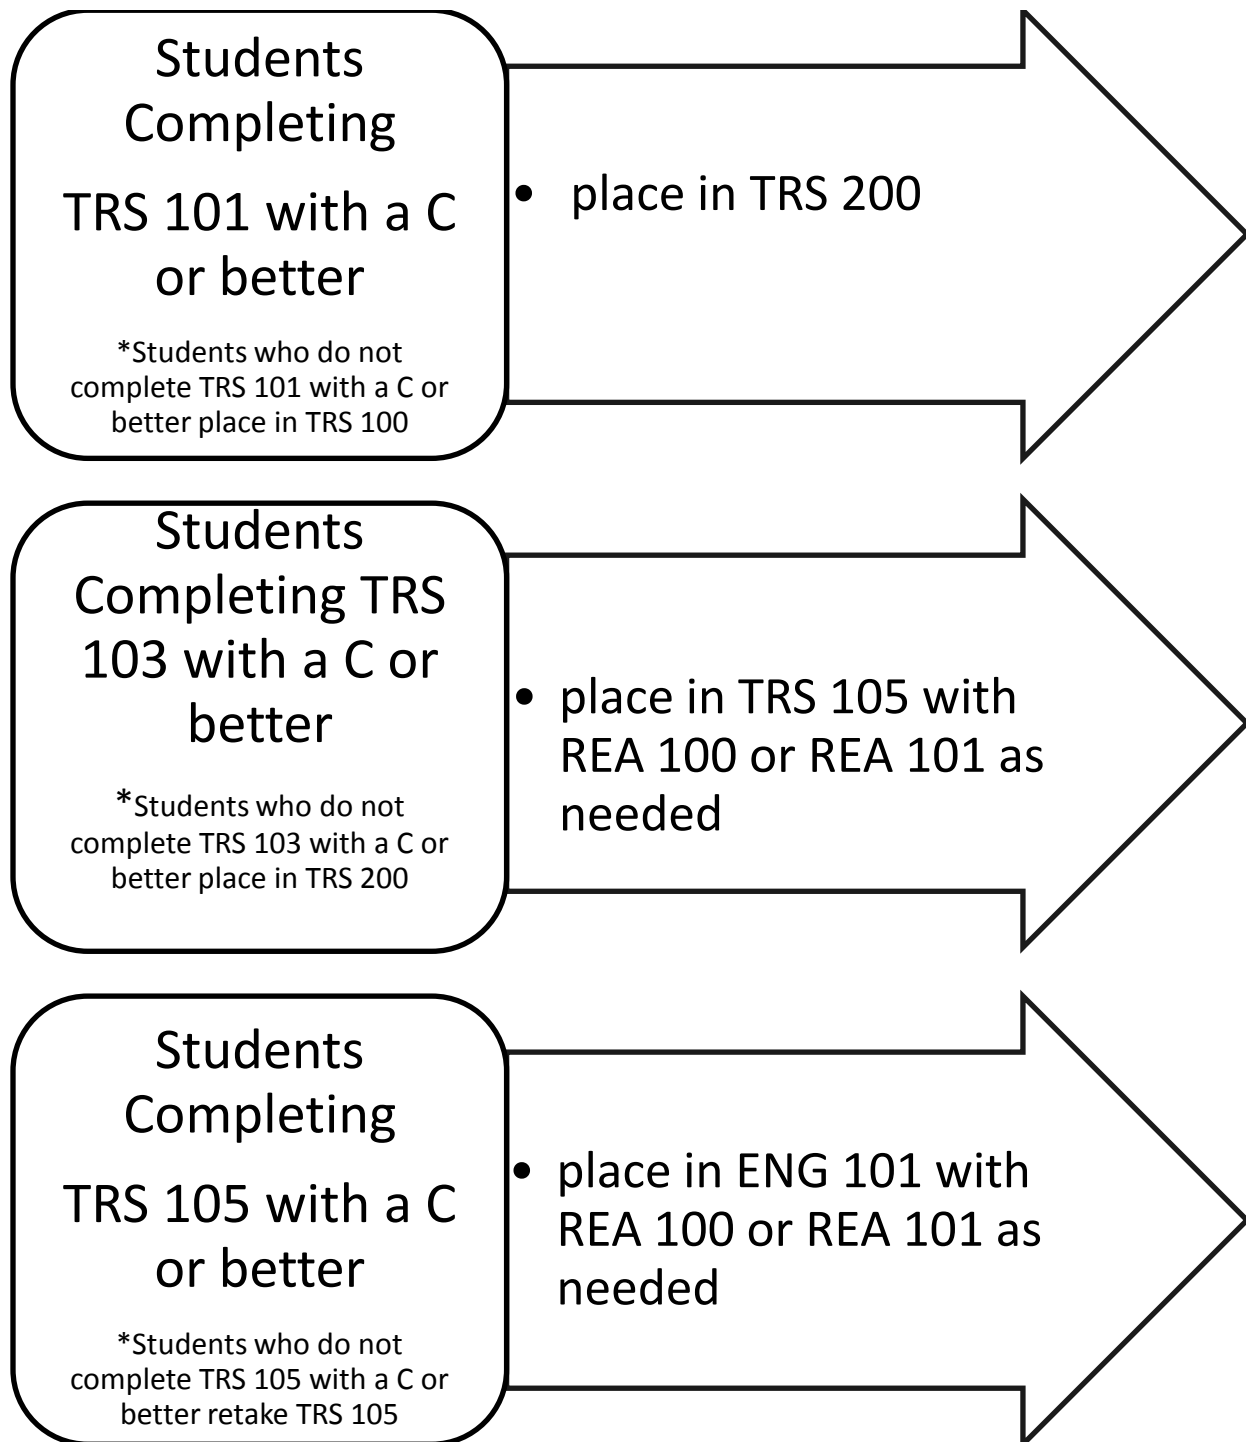 Students
Completing
TRS 101 with a C
or better
*Students who do not
complete TRS 101 with a C or
better place in TRS 100
• place in TRS 200
Students
Completing TRS
103 with a C or
better
*Students who do not
complete TRS 103 with a C or
better place in TRS 200
• place in TRS 105 with
REA 100 or REA 101 as
needed
Students
Completing
TRS 105 with a C
or better
*Students who do not
complete TRS 105 with a C or
better retake TRS 105
• place in ENG 101 with
REA 100 or REA 101 as
needed